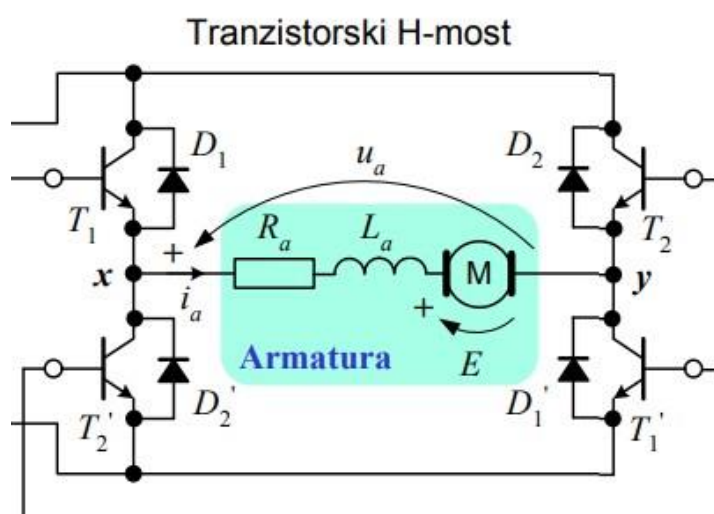 Tranzistorski H-most
D₁
uₐ
D₂
T₁
Rₐ
Lₐ
T₂
+
x
iₐ
M
y
+
Armatura
E
T₂'
D₂'
D₁'
T₁'